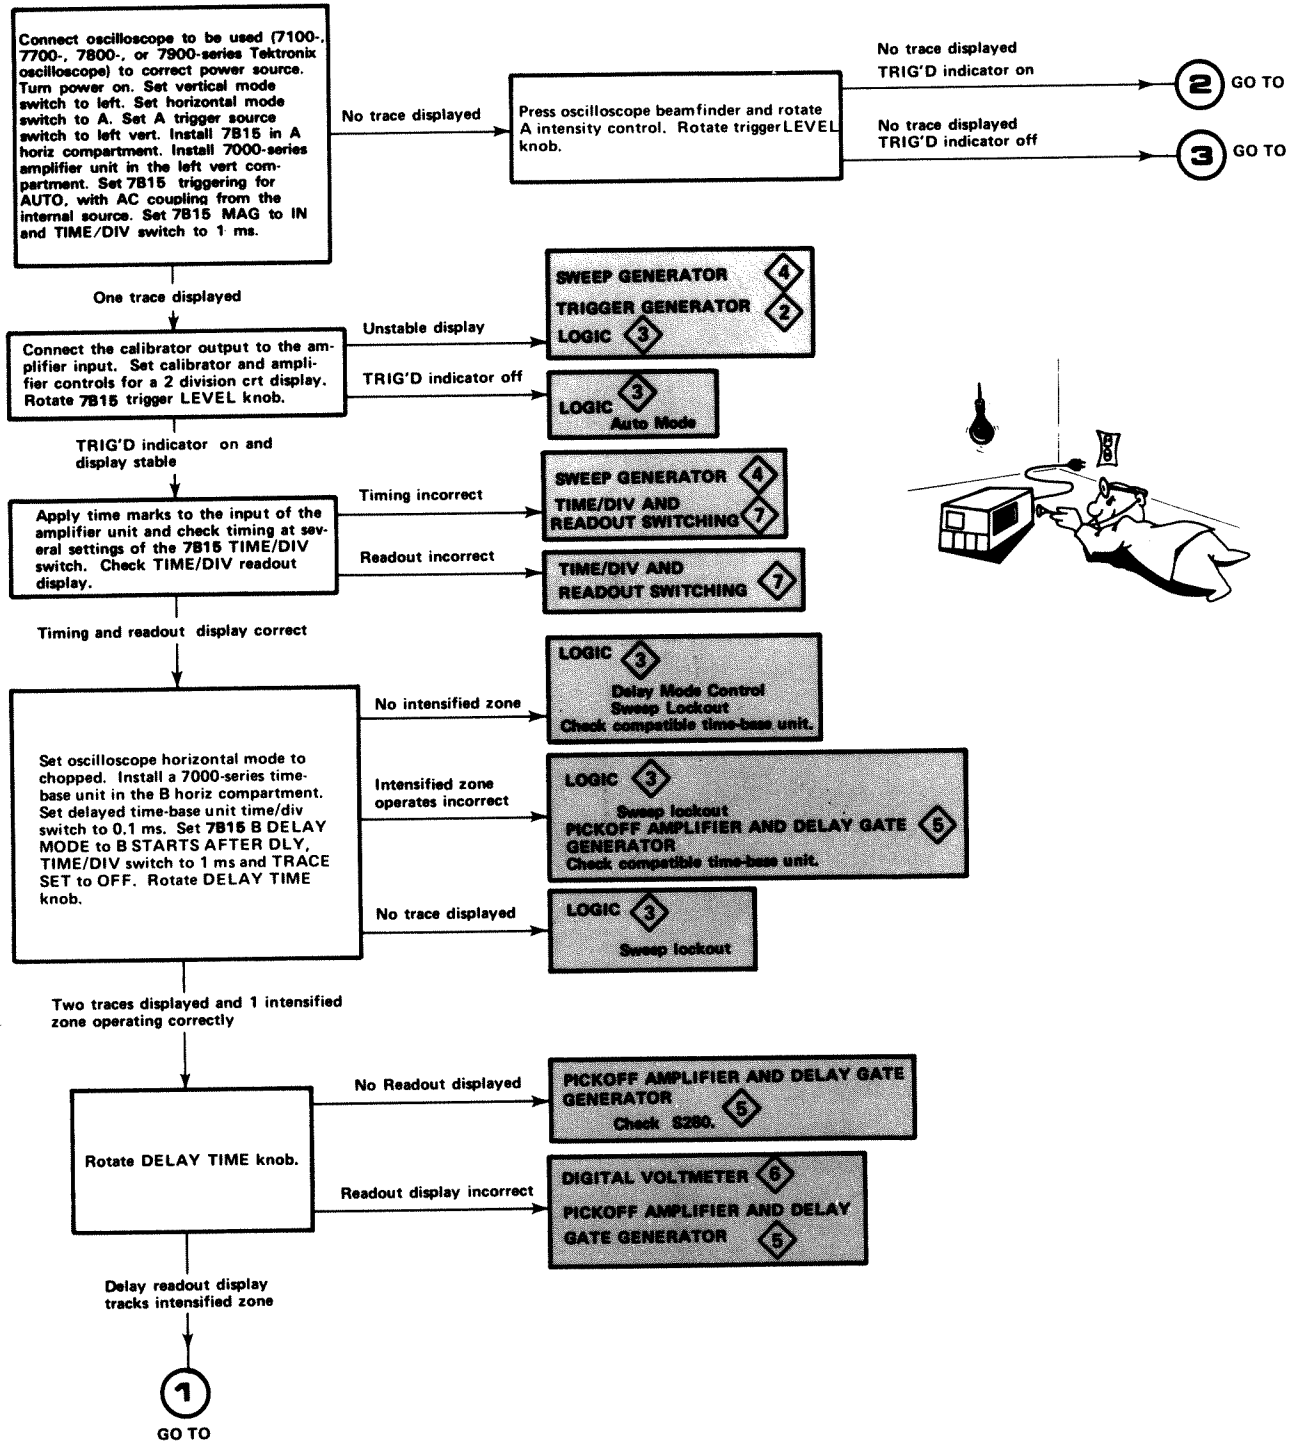 Connect oscilloscope to be used (7100-,
7700-, 7800-, or 7900-series Tektronix
oscilloscope) to correct power source.
Turn power on. Set vertical mode
switch to left. Set horizontal mode
switch to A. Set A trigger source
switch to left vert. Install 7B15 in A
horiz compartment. Install 7000-series
amplifier unit in the left vert com-
partment. Set 7B15 triggering for
AUTO, with AC coupling from the
internal source. Set 7B15 MAG to IN
and TIME/DIV switch to 1 ms.
No trace displayed
Press oscilloscope beamfinder and rotate
A intensity control. Rotate trigger LEVEL
knob.
No trace displayed
TRIG'D indicator on
2 GO TO
No trace displayed
TRIG'D indicator off
3 GO TO
One trace displayed
Connect the calibrator output to the am-
plifier input. Set calibrator and ampli-
fier controls for a 2 division crt display.
Rotate 7B15 trigger LEVEL knob.
Unstable display
SWEEP GENERATOR 4
TRIGGER GENERATOR 2
LOGIC 3
TRIG'D indicator off
LOGIC 3
Auto Mode
TRIG'D indicator on and
display stable
Apply time marks to the input of the
amplifier unit and check timing at sev-
eral settings of the 7B15 TIME/DIV
switch. Check TIME/DIV readout
display.
Timing incorrect
SWEEP GENERATOR 4
TIME/DIV AND
READOUT SWITCHING 7
Readout incorrect
TIME/DIV AND
READOUT SWITCHING 7
Timing and readout display correct
Set oscilloscope horizontal mode to
chopped. Install a 7000-series time-
base unit in the B horiz compartment.
Set delayed time-base unit time/div
switch to 0.1 ms. Set 7B15 B DELAY
MODE to B STARTS AFTER DLY,
TIME/DIV switch to 1 ms and TRACE
SET to OFF. Rotate DELAY TIME
knob.
No intensified zone
LOGIC 3
Delay Mode Control
Sweep Lockout
Check compatible time-base unit.
Intensified zone
operates incorrect
LOGIC 3
Sweep lockout
PICKOFF AMPLIFIER AND DELAY GATE 5
GENERATOR
Check compatible time-base unit.
No trace displayed
LOGIC 3
Sweep lockout
Two traces displayed and 1 intensified
zone operating correctly
Rotate DELAY TIME knob.
No Readout displayed
PICKOFF AMPLIFIER AND DELAY GATE
GENERATOR 5
Check S260.
Readout display incorrect
DIGITAL VOLTMETER 6
PICKOFF AMPLIFIER AND DELAY
GATE GENERATOR 5
Delay readout display
tracks intensified zone
1
GO TO